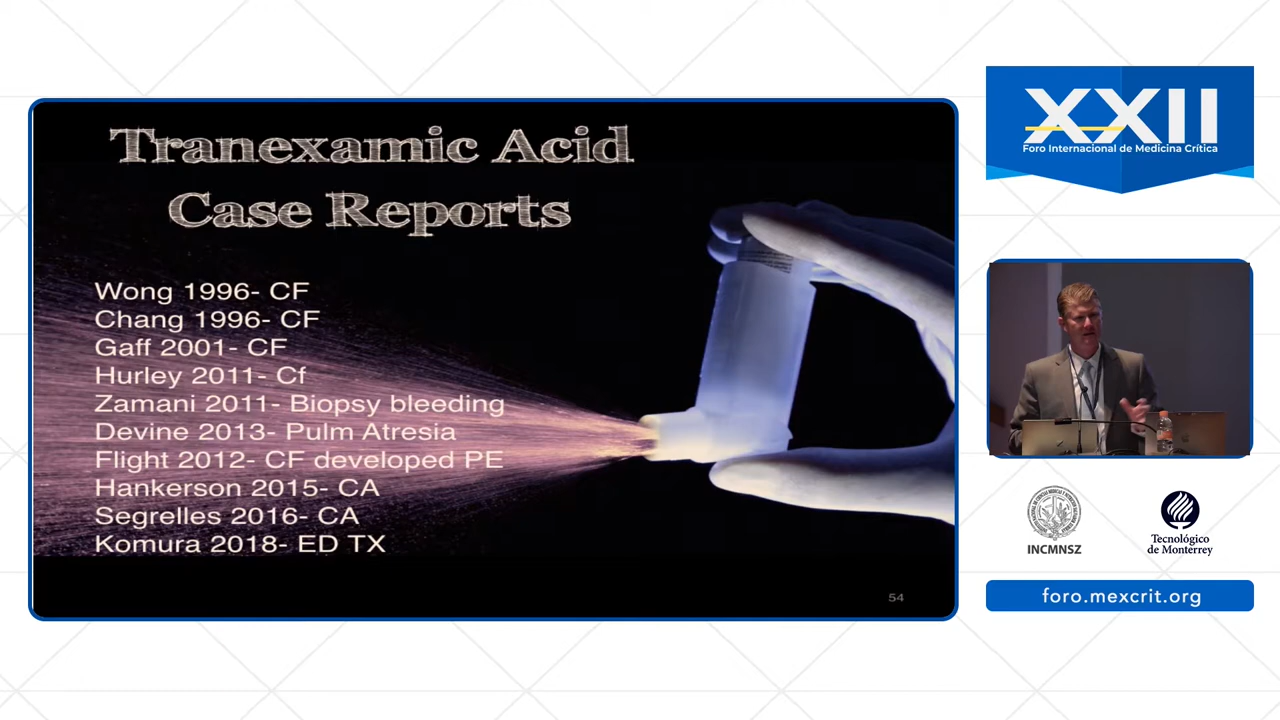 Tranexamic Acid
Case Reports
Wong 1996- CF
Chang 1996- CF
Gaff 2001- CF
Hurley 2011- Cf
Zamani 2011- Biopsy bleeding
Devine 2013- Pulm Atresia
Flight 2012- CF developed PE
Hankerson 2015- CA
Segrelles 2016- CA
Komura 2018- ED TX
54
XXII
Foro Internacional de Medicina Crítica
INCMNSZ
Tecnológico
de Monterrey
foro.mexcrit.org